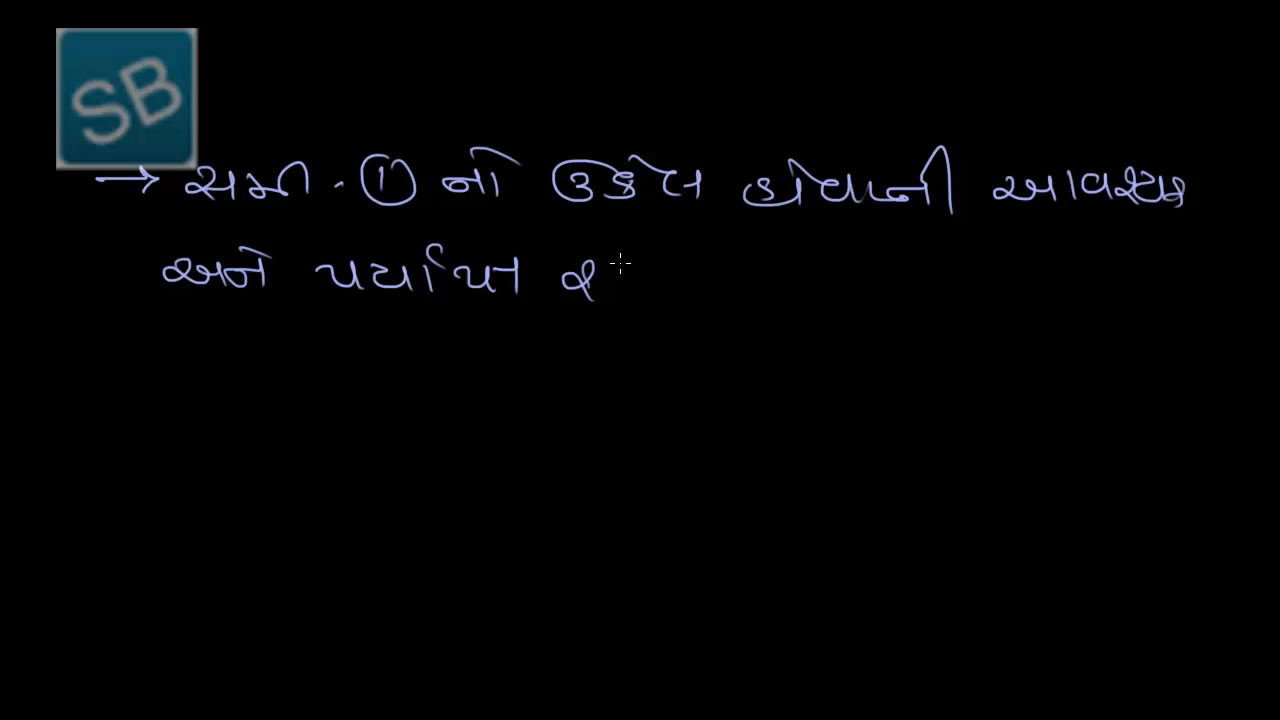 SB
→ સમી. ① નો ઉકેલ હોવાની આવશ્યક
અને પર્યાપ્ત શ